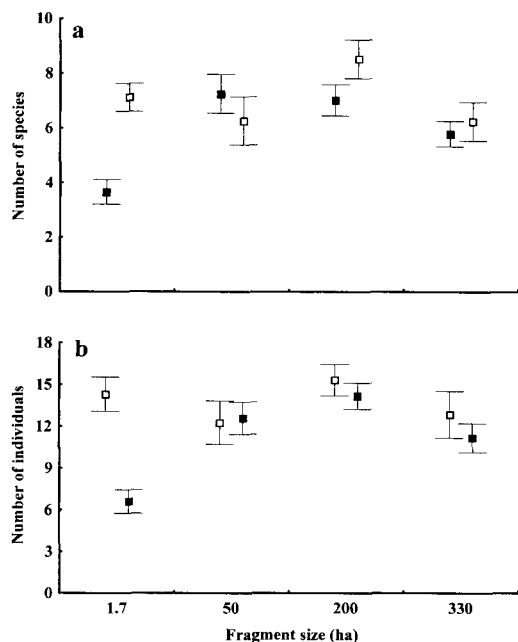 a
10
8
6
4
2
0
Number of species
b
18
15
12
9
6
3
0
Number of individuals
1.7 50 200 330
Fragment size (ha)